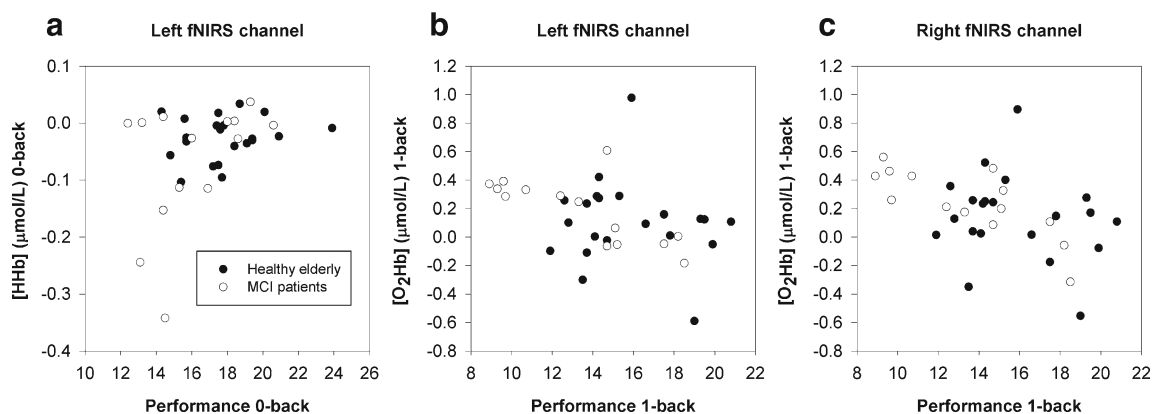 a Left fNIRS channel
[HHb] (μmol/L) 0-back
0.1
0.0
-0.1
-0.2
-0.3
-0.4
Healthy elderly
MCI patients
10 12 14 16 18 20 22 24 26
Performance 0-back
b Left fNIRS channel
[O₂Hb] (μmol/L) 1-back
1.2
1.0
0.8
0.6
0.4
0.2
0.0
-0.2
-0.4
-0.6
-0.8
8 10 12 14 16 18 20 22
Performance 1-back
c Right fNIRS channel
[O₂Hb] (μmol/L) 1-back
1.2
1.0
0.8
0.6
0.4
0.2
0.0
-0.2
-0.4
-0.6
-0.8
8 10 12 14 16 18 20 22
Performance 1-back